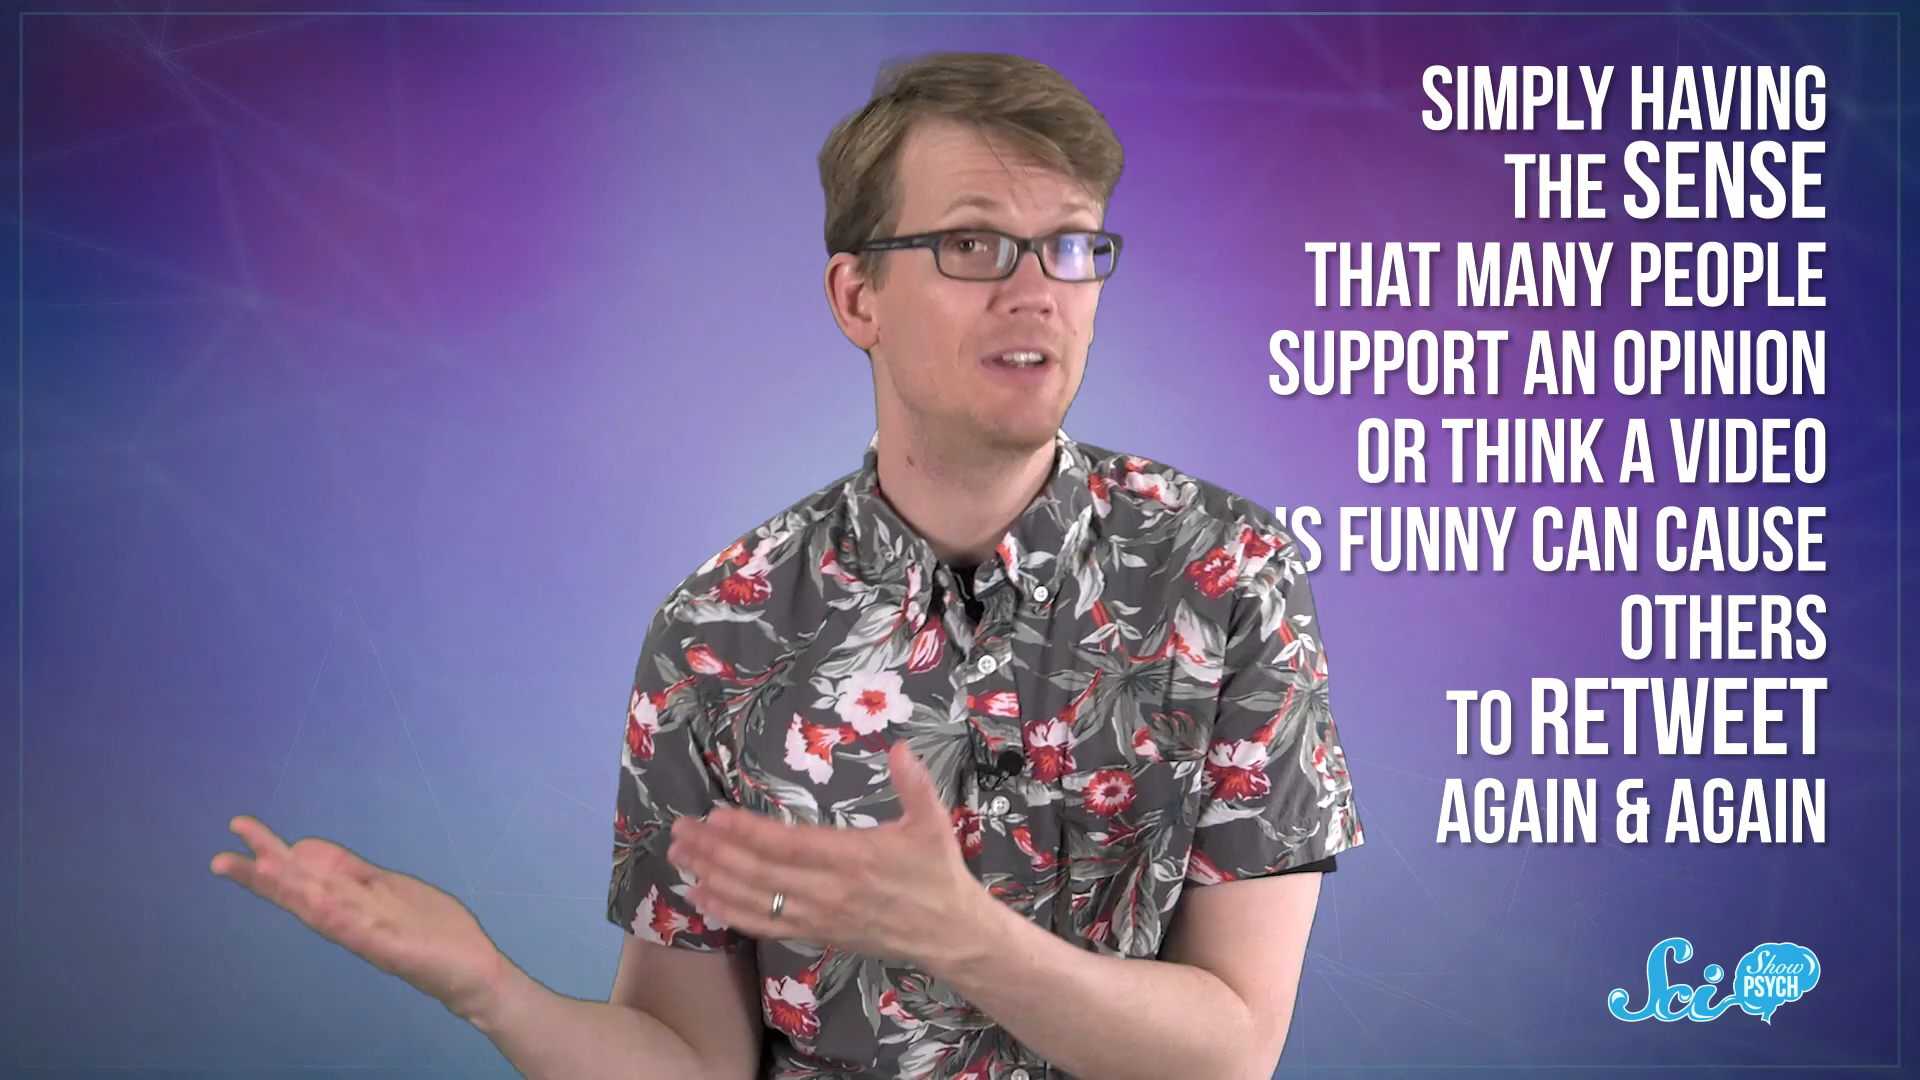 SIMPLY HAVING
THE SENSE
THAT MANY PEOPLE
SUPPORT AN OPINION
OR THINK A VIDEO
IS FUNNY CAN CAUSE
OTHERS
TO RETWEET
AGAIN & AGAIN
Sci Show
PSYCH